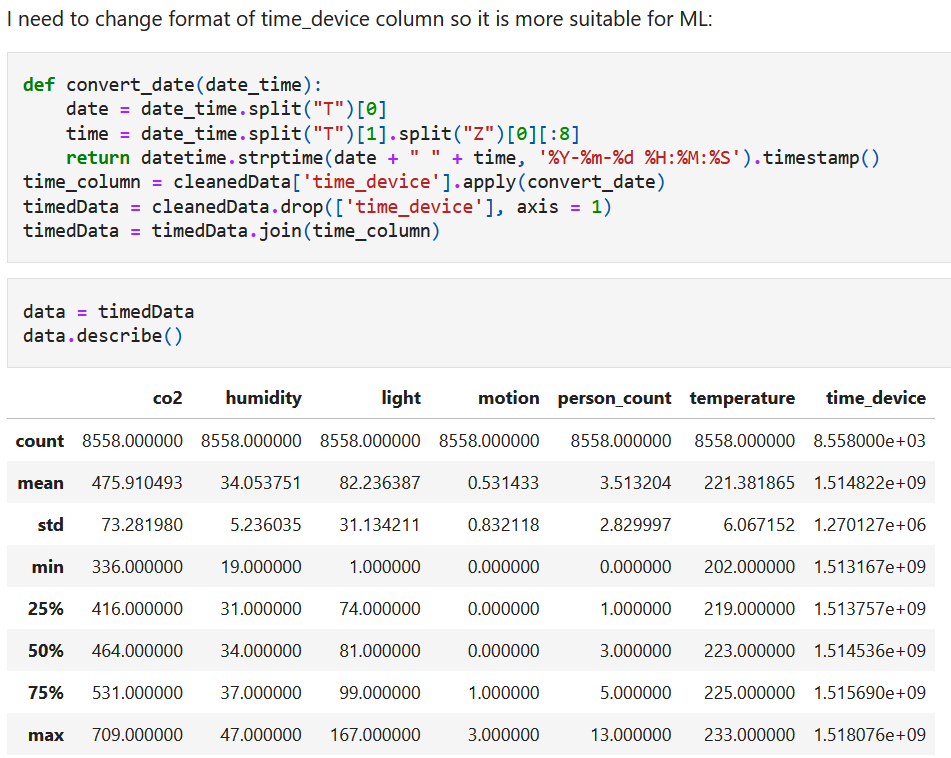 I need to change format of time_device column so it is more suitable for ML:
def convert_date(date_time):
    date = date_time.split("T")[0]
    time = date_time.split("T")[1].split("Z")[0][:8]
    return datetime.strptime(date + " " + time, '%Y-%m-%d %H:%M:%S').timestamp()
time_column = cleanedData['time_device'].apply(convert_date)
timedData = cleanedData.drop(['time_device'], axis = 1)
timedData = timedData.join(time_column)
data = timedData
data.describe()
co2 humidity light motion person_count temperature time_device
count 8558.000000 8558.000000 8558.000000 8558.000000 8558.000000 8558.000000 8.558000e+03
mean 475.910493 34.053751 82.236387 0.531433 3.513204 221.381865 1.514822e+09
std 73.281980 5.236035 31.134211 0.832118 2.829997 6.067152 1.270127e+06
min 336.000000 19.000000 1.000000 0.000000 0.000000 202.000000 1.513167e+09
25% 416.000000 31.000000 74.000000 0.000000 1.000000 219.000000 1.513757e+09
50% 464.000000 34.000000 81.000000 0.000000 3.000000 223.000000 1.514536e+09
75% 531.000000 37.000000 99.000000 1.000000 5.000000 225.000000 1.515690e+09
max 709.000000 47.000000 167.000000 3.000000 13.000000 233.000000 1.518076e+09